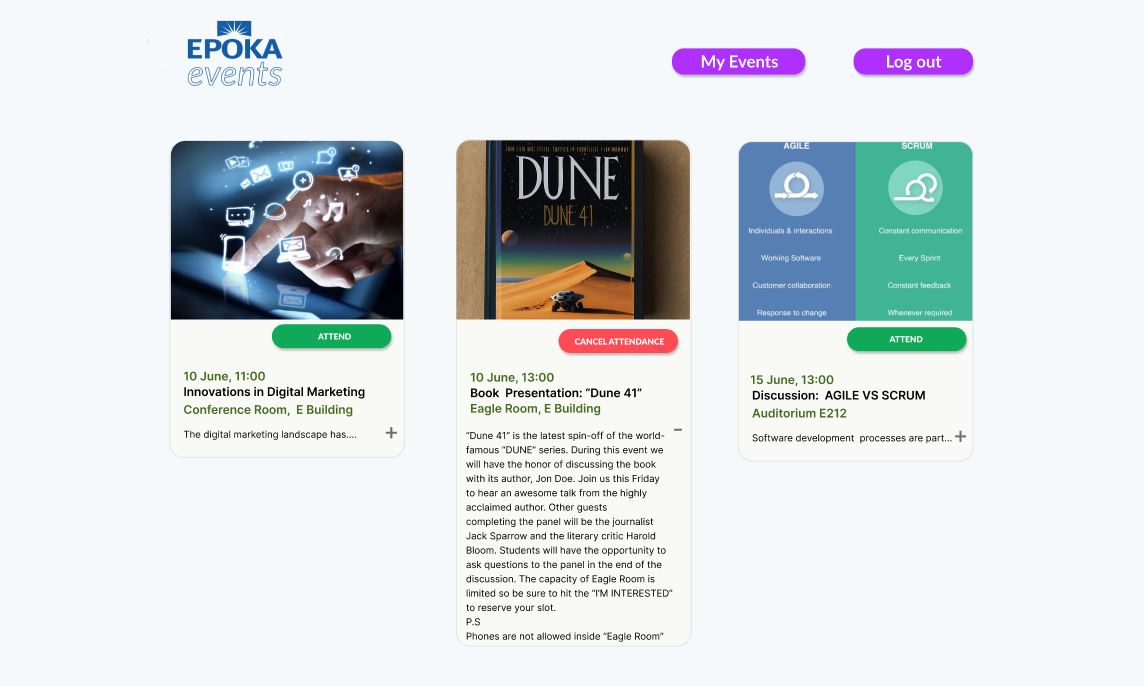 EPOKA
events
My Events
Log out
DUNE
DUNE 41
ATTEND
10 June, 11:00
Innovations in Digital Marketing
Conference Room, E Building
The digital marketing landscape has....
+
CANCEL ATTENDANCE
10 June, 13:00
Book Presentation: “Dune 41”
Eagle Room, E Building
–
“Dune 41” is the latest spin-off of the world-
famous “DUNE” series. During this event we
will have the honor of discussing the book
with its author, Jon Doe. Join us this Friday
to hear an awesome talk from the highly
acclaimed author. Other guests
completing the panel will be the journalist
Jack Sparrow and the literary critic Harold
Bloom. Students will have the opportunity to
ask questions to the panel in the end of the
discussion. The capacity of Eagle Room is
limited so be sure to hit the “I’M INTERESTED”
to reserve your slot.
P.S
Phones are not allowed inside “Eagle Room”
AGILE
SCRUM
Individuals & interactions
Constant communication
Working Software
Every Sprint
Customer collaboration
Constant feedback
Response to change
Whenever required
ATTEND
15 June, 13:00
Discussion: AGILE VS SCRUM
Auditorium E212
Software development processes are part...
+